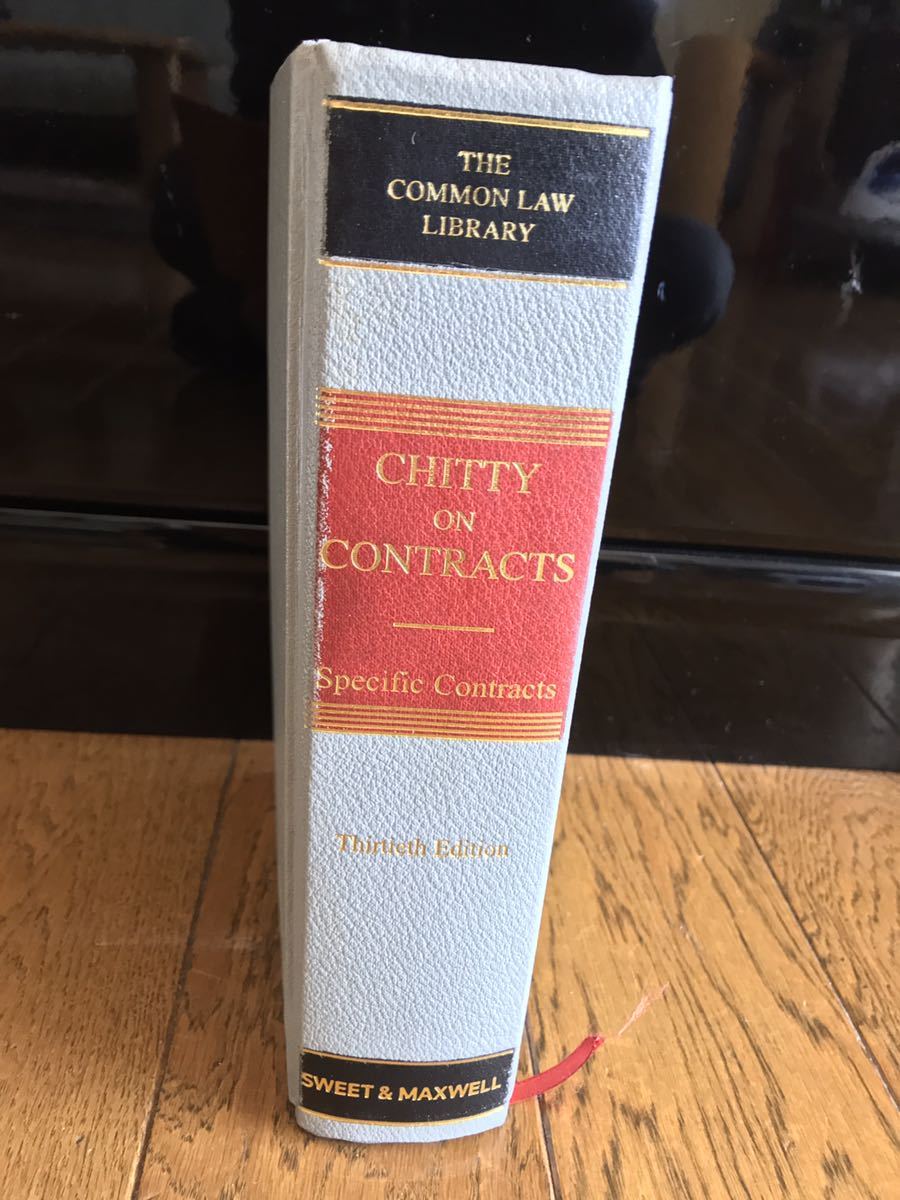 THE
COMMON LAW
LIBRARY
CHITTY
ON
CONTRACTS
Specific Contracts
Thirtieth Edition
SWEET & MAXWELL